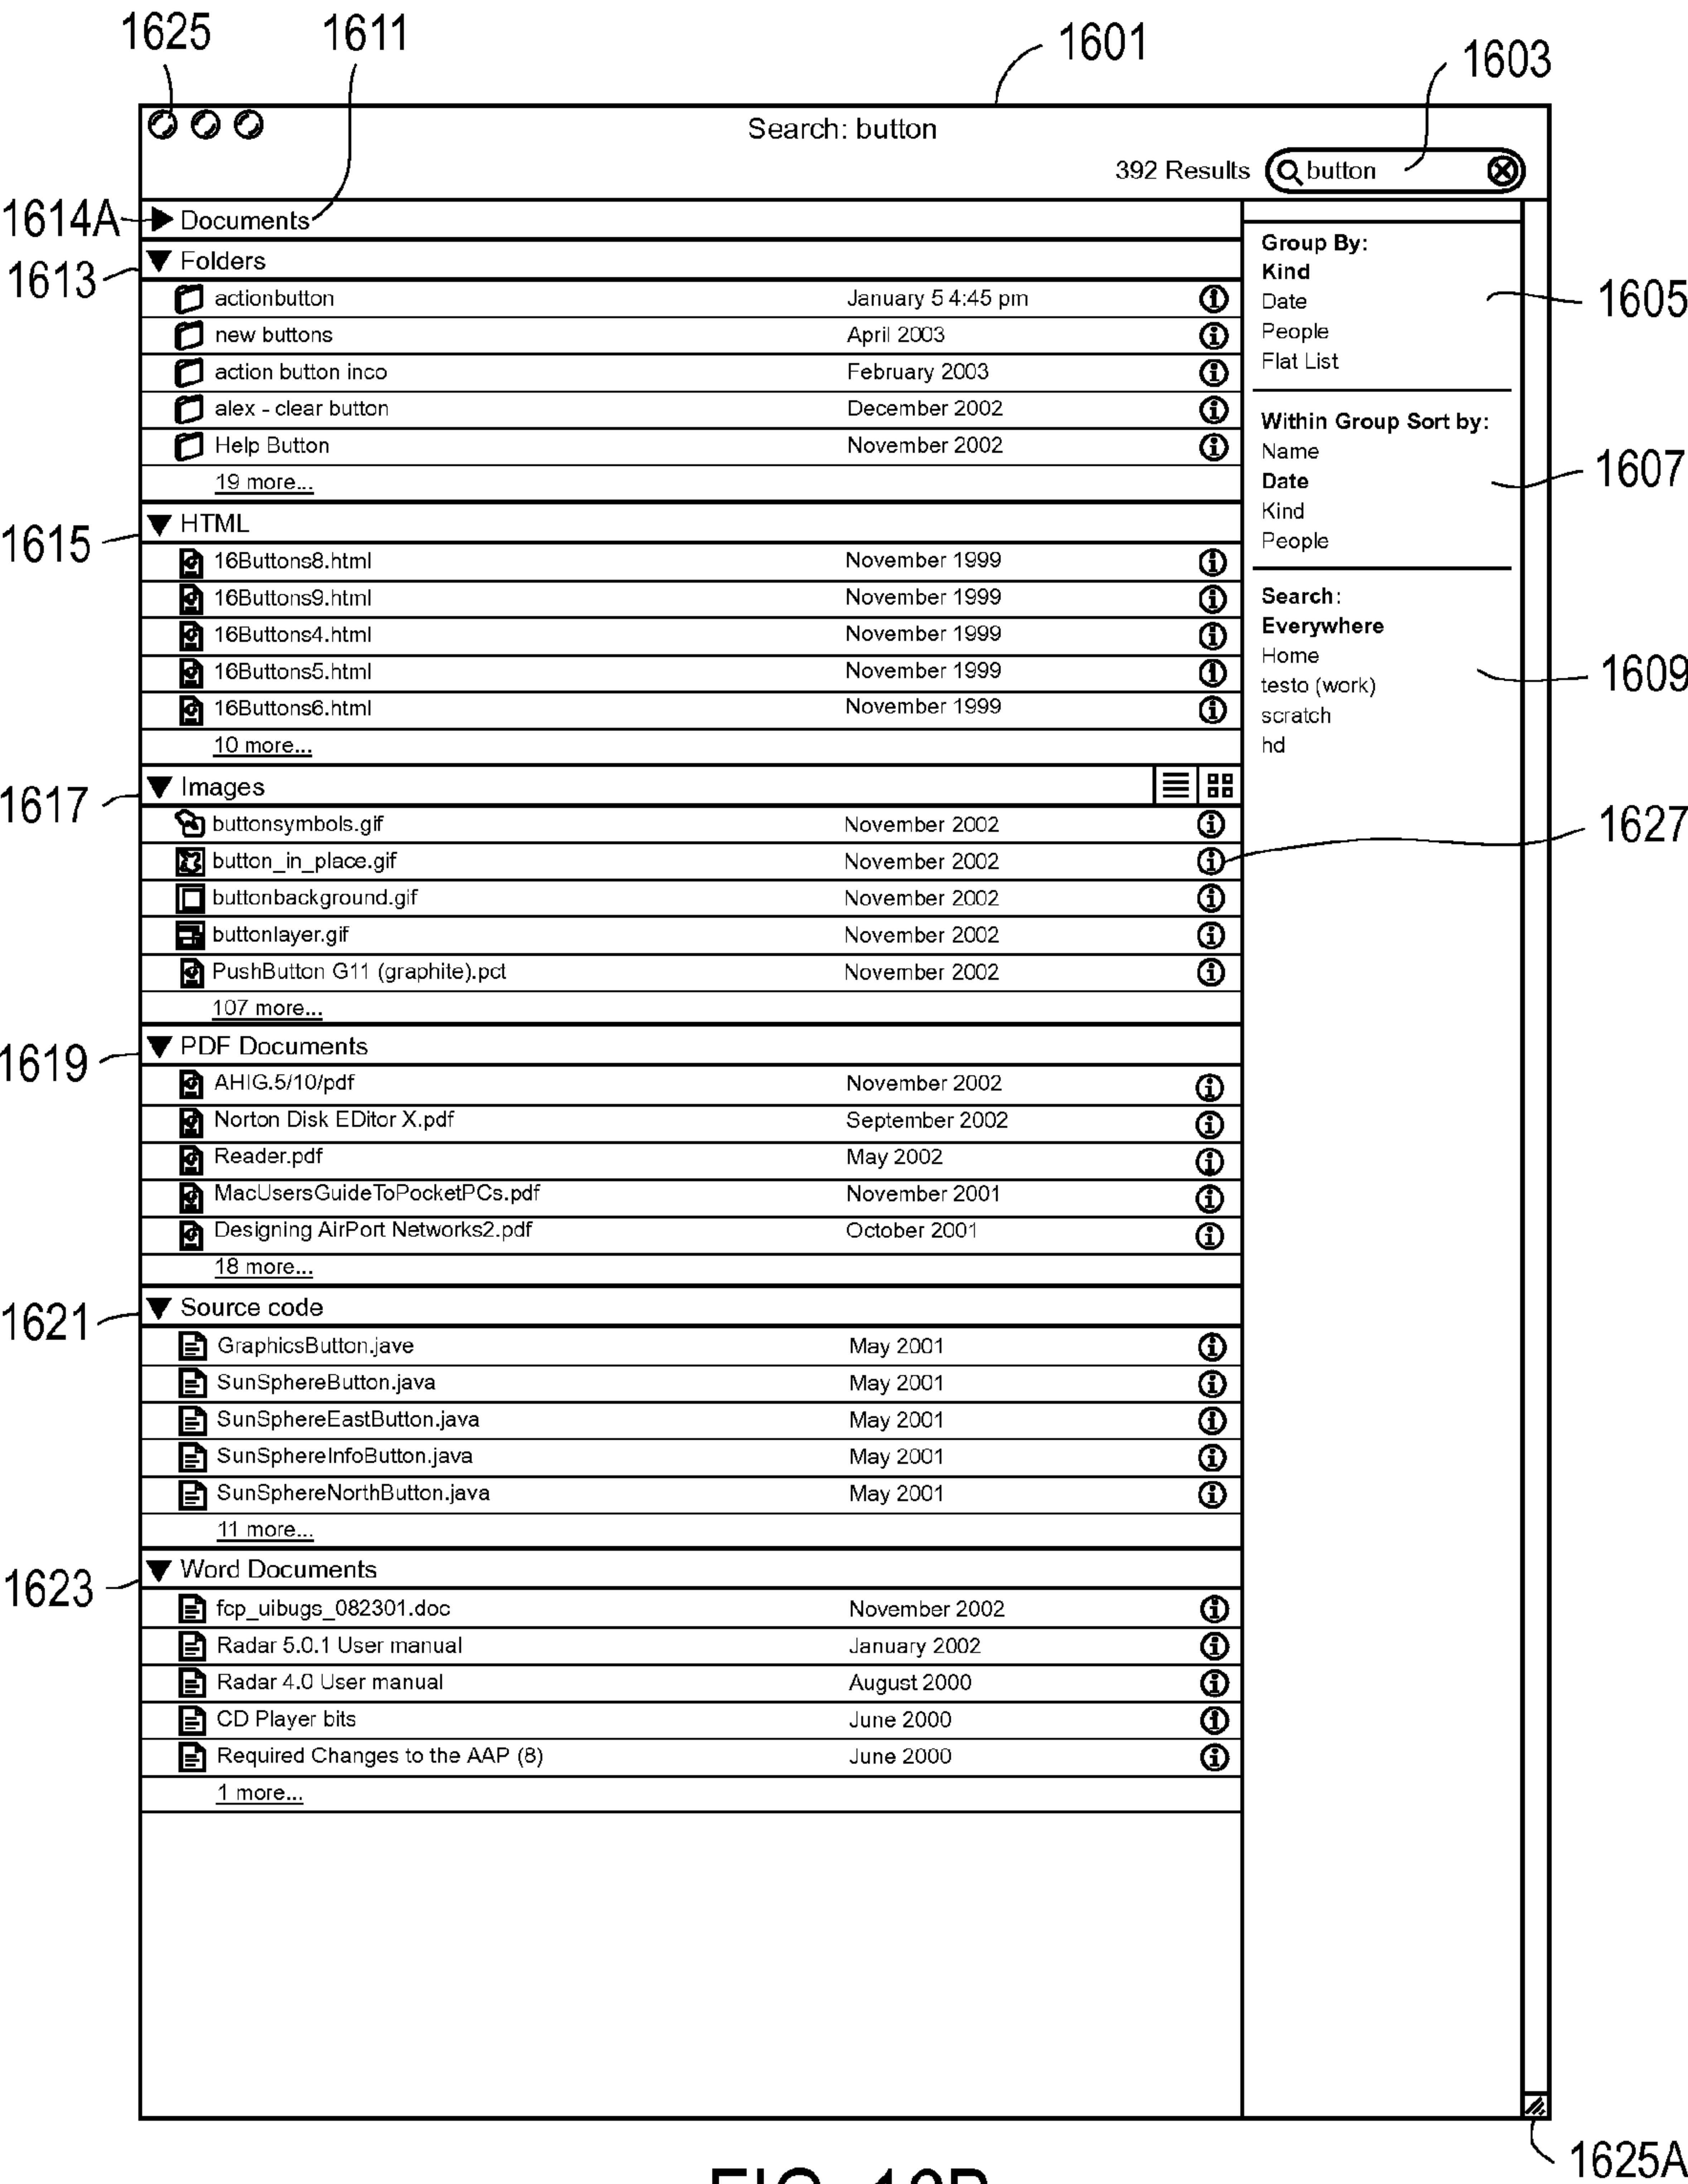 1625 1611 1601 1603
Search: button
392 Results button
1614A Documents
1613 Folders
actionbutton January 5 4:45 pm
new buttons April 2003
action button inco February 2003
alex - clear button December 2002
Help Button November 2002
19 more...
1615 HTML
16Buttons8.html November 1999
16Buttons9.html November 1999
16Buttons4.html November 1999
16Buttons5.html November 1999
16Buttons6.html November 1999
10 more...
1617 Images
buttonsymbols.gif November 2002
button_in_place.gif November 2002
buttonbackground.gif November 2002
buttonlayer.gif November 2002
PushButton G11 (graphite).pct November 2002
107 more...
1619 PDF Documents
AHIG.5/10/pdf November 2002
Norton Disk EDitor X.pdf September 2002
Reader.pdf May 2002
MacUsersGuideToPocketPCs.pdf November 2001
Designing AirPort Networks2.pdf October 2001
18 more...
1621 Source code
GraphicsButton.jave May 2001
SunSphereButton.java May 2001
SunSphereEastButton.java May 2001
SunSphereInfoButton.java May 2001
SunSphereNorthButton.java May 2001
11 more...
1623 Word Documents
fcp_uibugs_082301.doc November 2002
Radar 5.0.1 User manual January 2002
Radar 4.0 User manual August 2000
CD Player bits June 2000
Required Changes to the AAP (8) June 2000
1 more...
Group By:
Kind
Date 1605
People
Flat List
Within Group Sort by:
Name
Date 1607
Kind
People
Search:
Everywhere
Home
testo (work) 1609
scratch
hd
1627
1625A